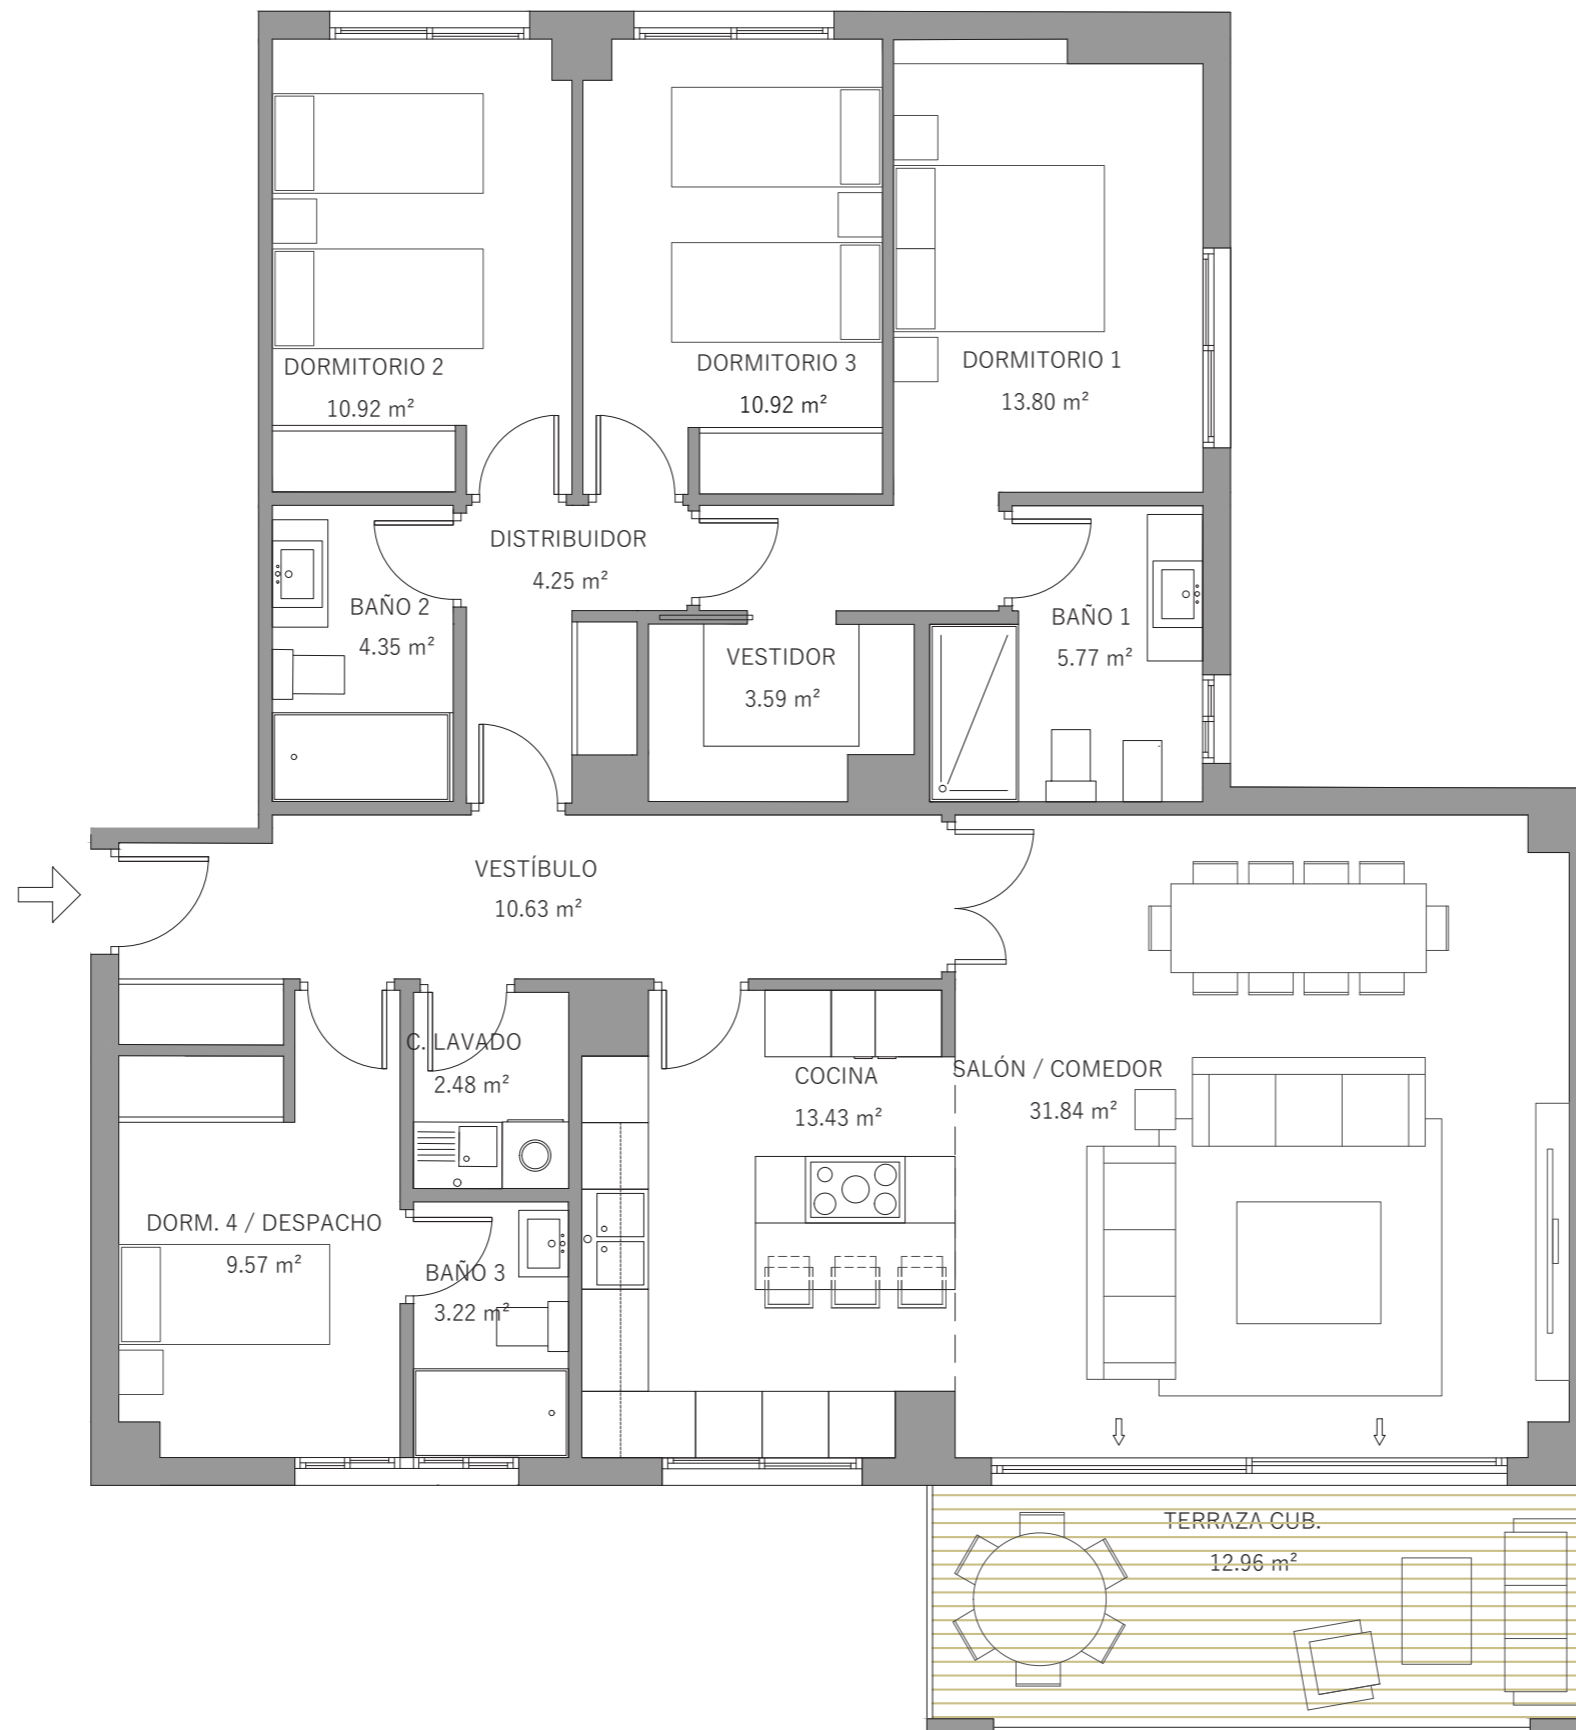 DORMITORIO 2
10.92 m²
DORMITORIO 3
10.92 m²
DORMITORIO 1
13.80 m²
DISTRIBUIDOR
4.25 m²
BAÑO 2
4.35 m²
VESTIDOR
3.59 m²
BAÑO 1
5.77 m²
VESTÍBULO
10.63 m²
C. LAVADO
2.48 m²
COCINA
13.43 m²
SALÓN / COMEDOR
31.84 m²
DORM. 4 / DESPACHO
9.57 m²
BAÑO 3
3.22 m²
TERRAZA CUB.
12.96 m²